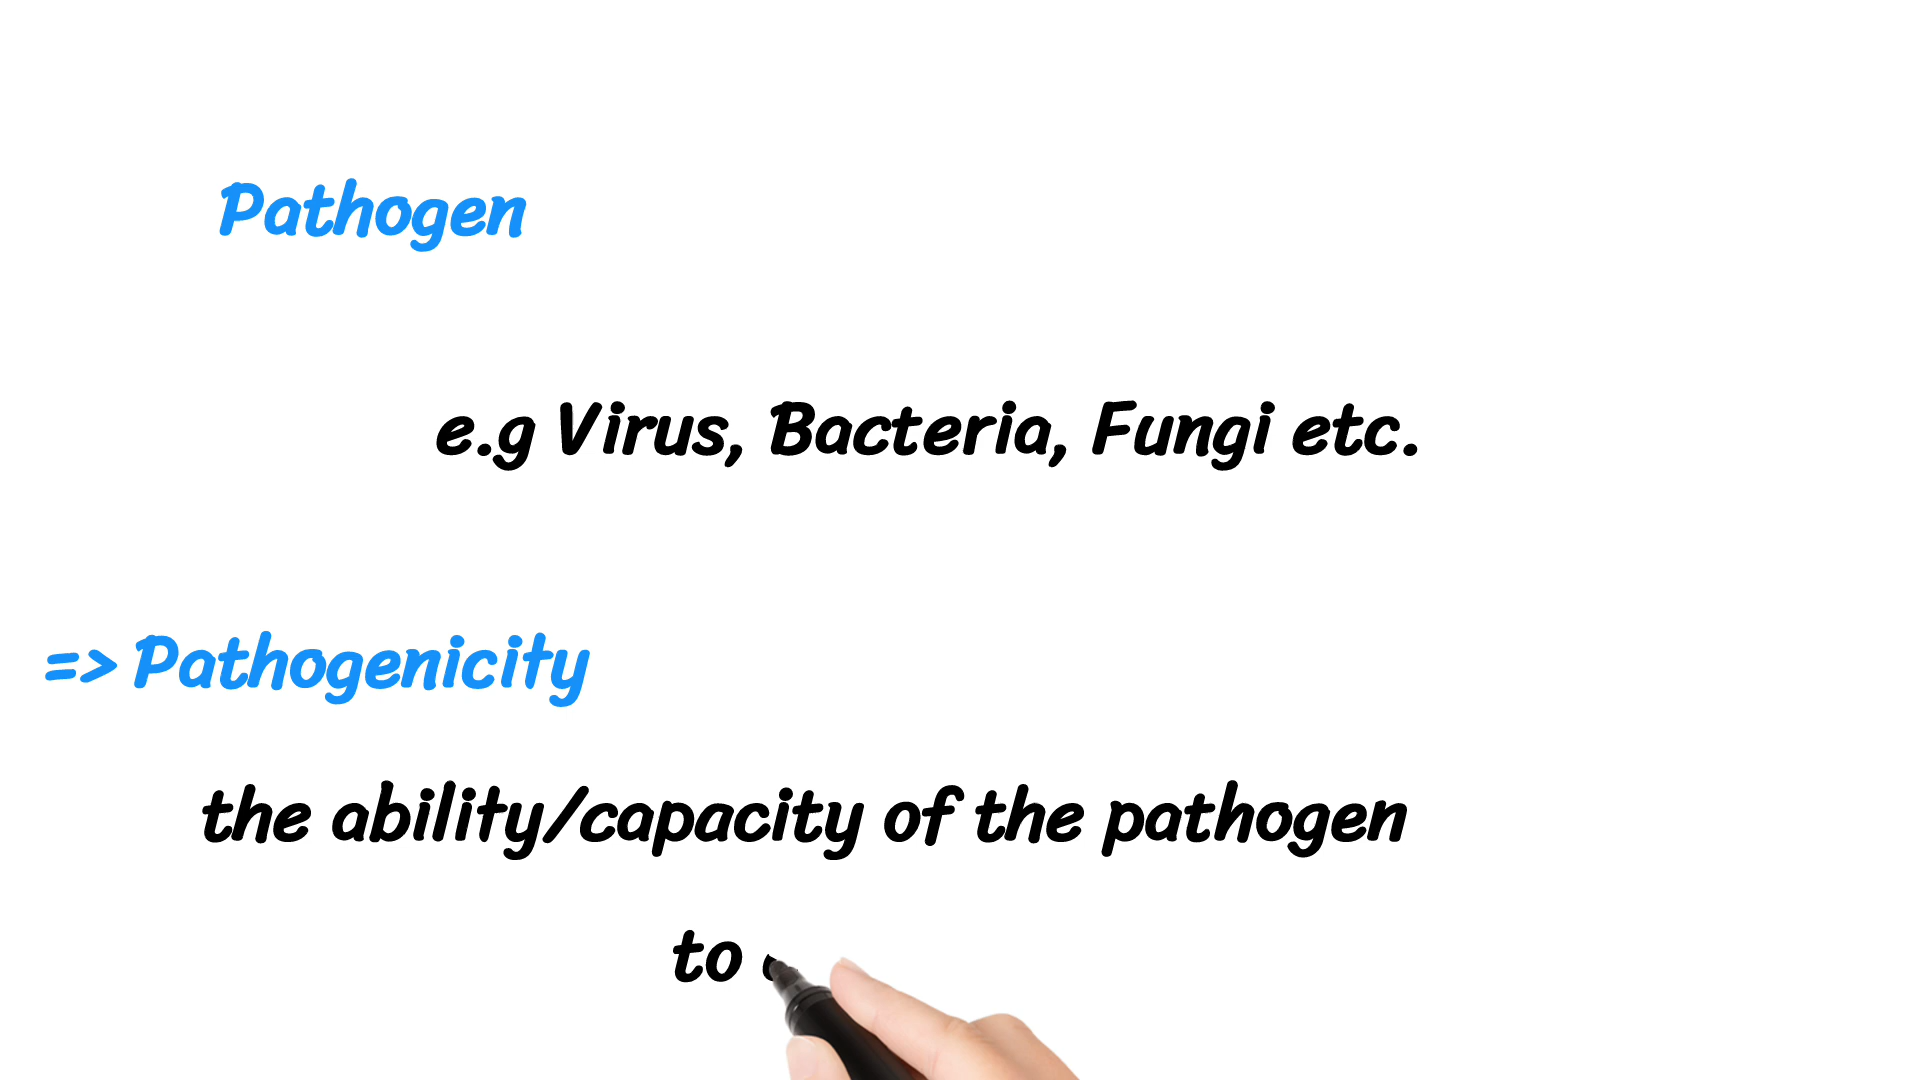 Pathogen
e.g Virus, Bacteria, Fungi etc.
=> Pathogenicity
the ability/capacity of the pathogen
to